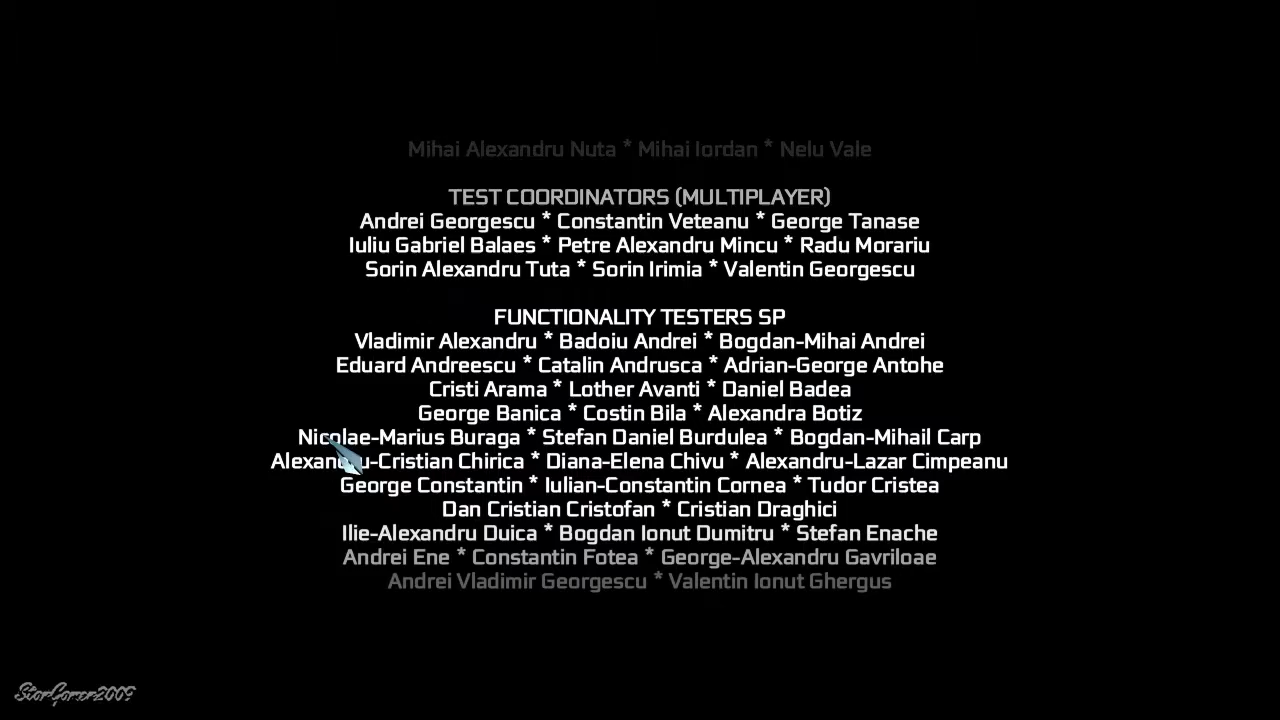 Mihai Alexandru Nuta * Mihai Iordan * Nelu Vale
TEST COORDINATORS (MULTIPLAYER)
Andrei Georgescu * Constantin Veteanu * George Tanase
Iuliu Gabriel Balaes * Petre Alexandru Mincu * Radu Morariu
Sorin Alexandru Tuta * Sorin Irimia * Valentin Georgescu
FUNCTIONALITY TESTERS SP
Vladimir Alexandru * Badoiu Andrei * Bogdan-Mihai Andrei
Eduard Andreescu * Catalin Andrusca * Adrian-George Antohe
Cristi Arama * Lother Avanti * Daniel Badea
George Banica * Costin Bila * Alexandra Botiz
Nicolae-Marius Buraga * Stefan Daniel Burdulea * Bogdan-Mihail Carp
Alexandru-Cristian Chirica * Diana-Elena Chivu * Alexandru-Lazar Cimpeanu
George Constantin * Iulian-Constantin Cornea * Tudor Cristea
Dan Cristian Cristofan * Cristian Draghici
Ilie-Alexandru Duica * Bogdan Ionut Dumitru * Stefan Enache
Andrei Ene * Constantin Fotea * George-Alexandru Gavriloae
Andrei Vladimir Georgescu * Valentin Ionut Ghergus
StarGamer2009